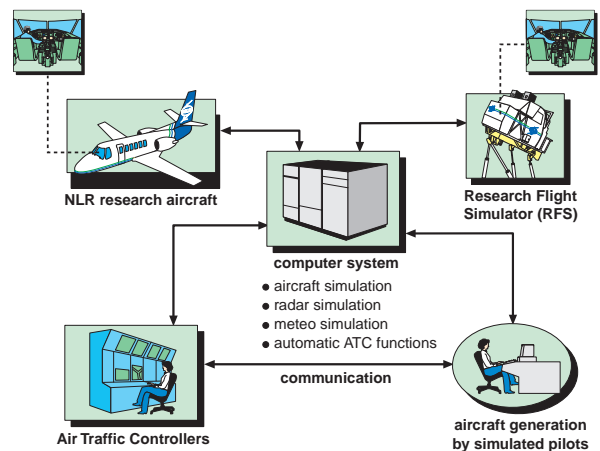 NLR research aircraft
Research Flight
Simulator (RFS)
computer system
● aircraft simulation
● radar simulation
● meteo simulation
● automatic ATC functions
communication
Air Traffic Controllers
aircraft generation
by simulated pilots